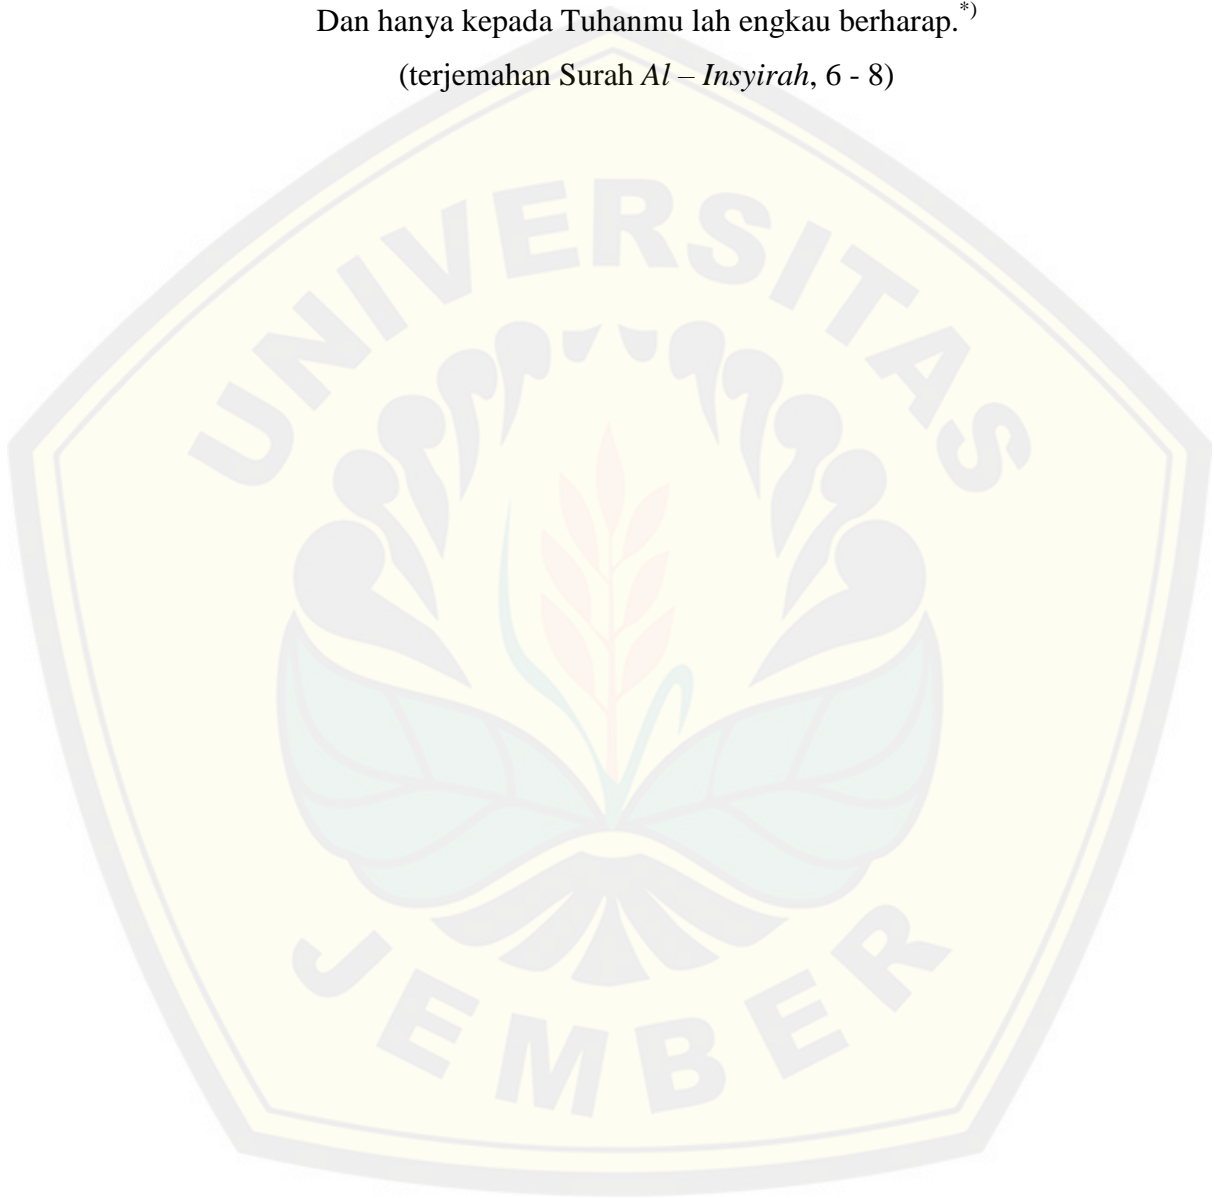 Dan hanya kepada Tuhanmu lah engkau berharap.*)
(terjemahan Surah Al – Insyirah, 6 - 8)
UNIVERSITAS
JEMBER